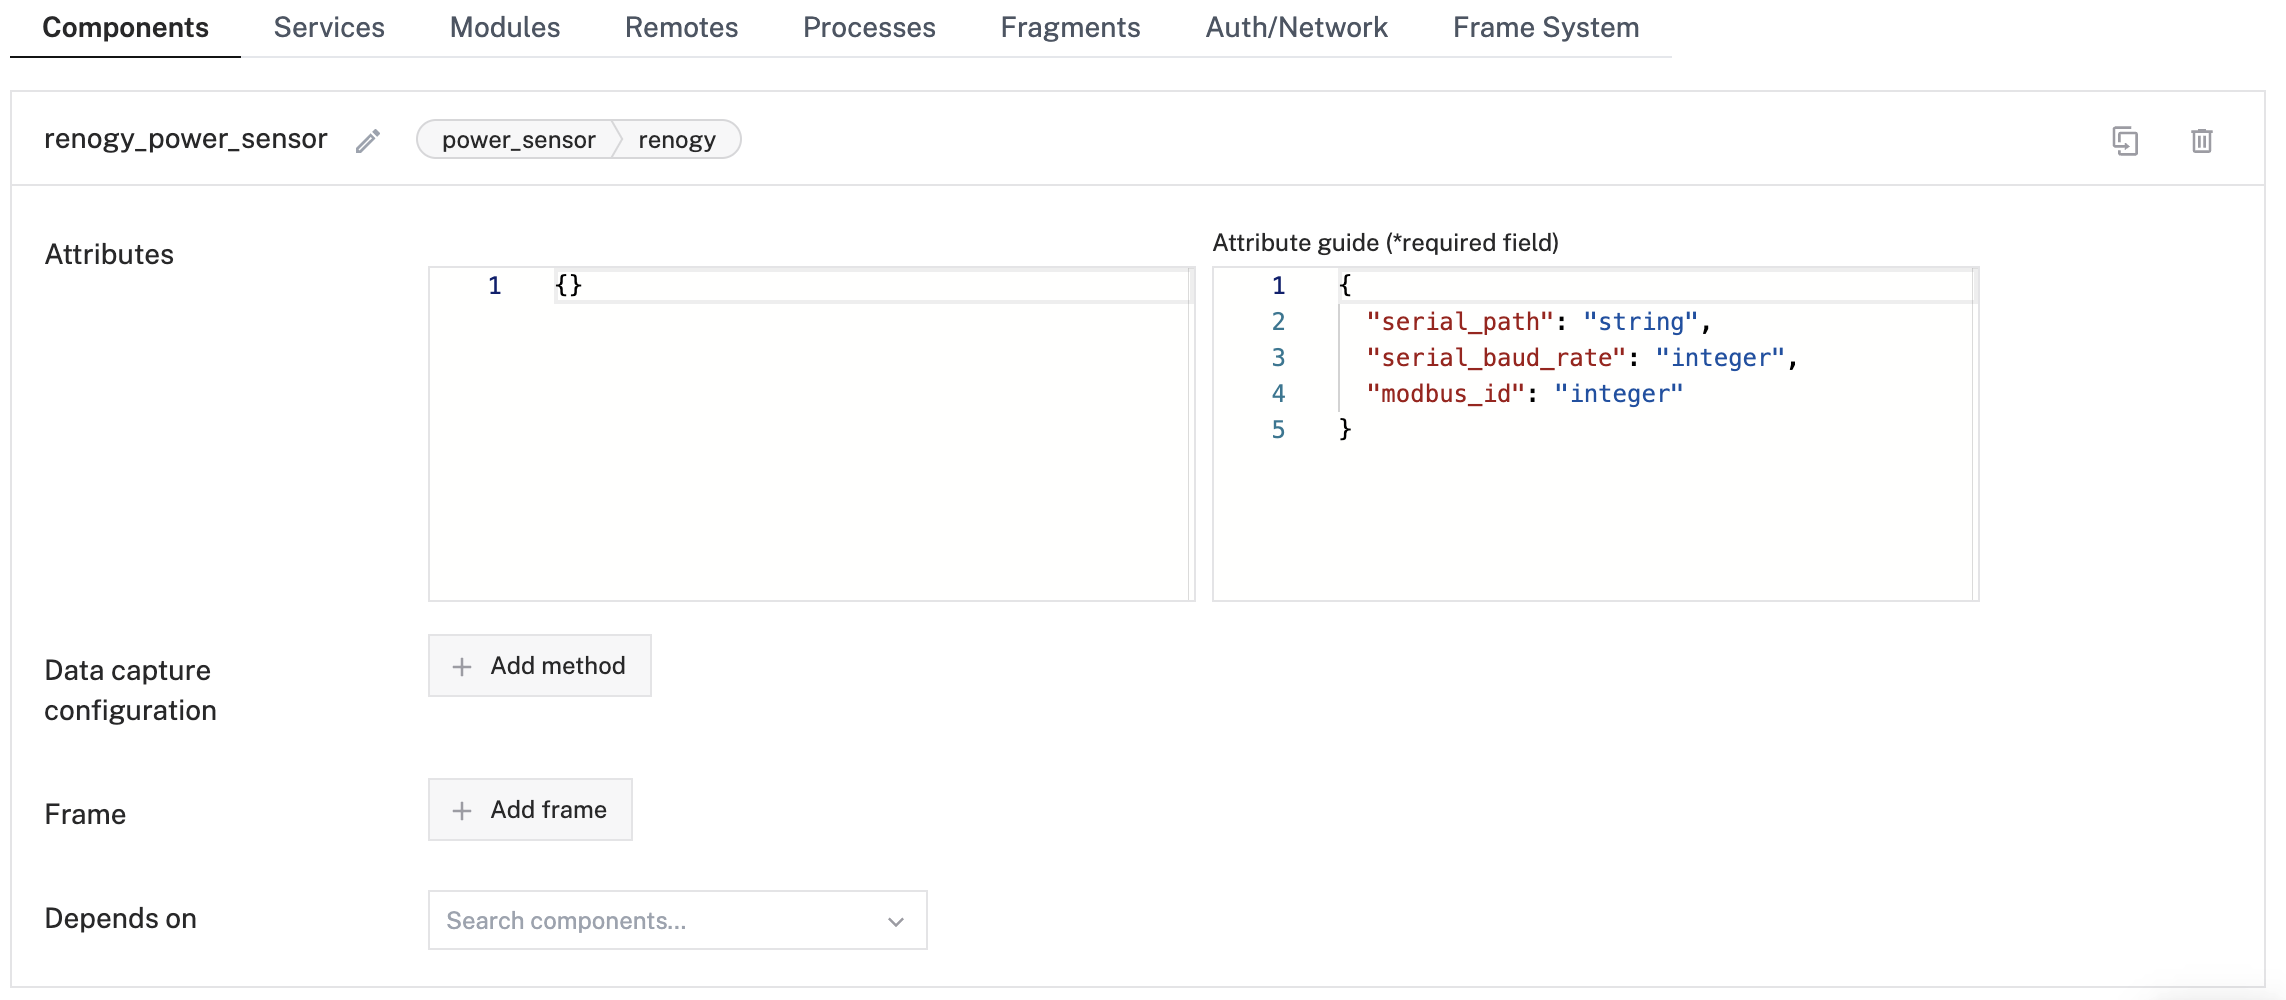 Components Services Modules Remotes Processes Fragments Auth/Network Frame System
renogy_power_sensor power_sensor renogy
Attributes
Attribute guide (*required field)
1 {}
1 {
2 "serial_path": "string",
3 "serial_baud_rate": "integer",
4 "modbus_id": "integer"
5 }
Data capture
configuration
+ Add method
Frame
+ Add frame
Depends on
Search components...